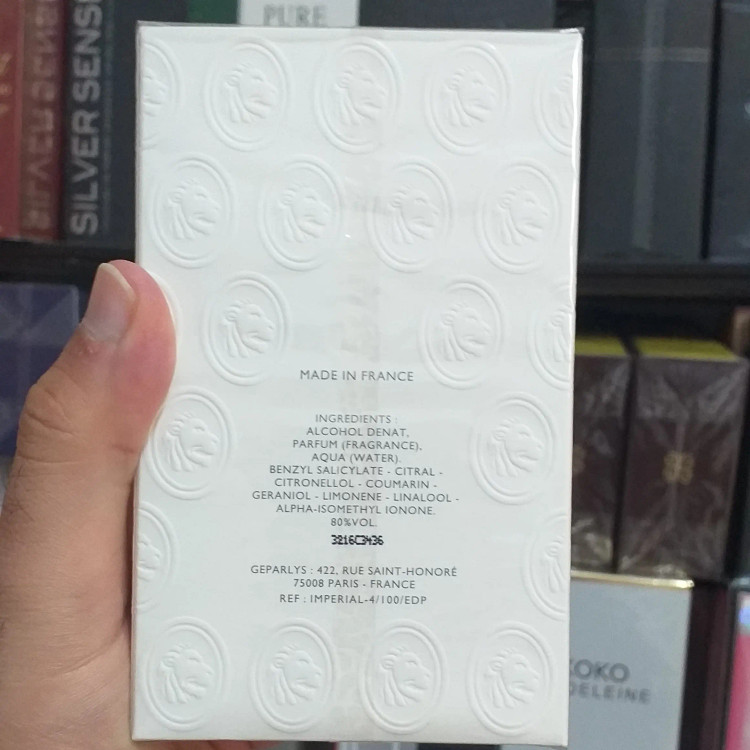 PURE
SILVER SENSE
MADE IN FRANCE
INGREDIENTS :
ALCOHOL DENAT,
PARFUM (FRAGRANCE),
AQUA (WATER).
BENZYL SALICYLATE - CITRAL -
CITRONELLOL - COUMARIN -
GERANIOL - LIMONENE - LINALOOL -
ALPHA-ISOMETHYL IONONE.
80%VOL.
3216C3436
GEPARLYS : 422, RUE SAINT-HONORÉ
75008 PARIS - FRANCE
REF : IMPERIAL-4/100/EDP
KOKO
DELEINE